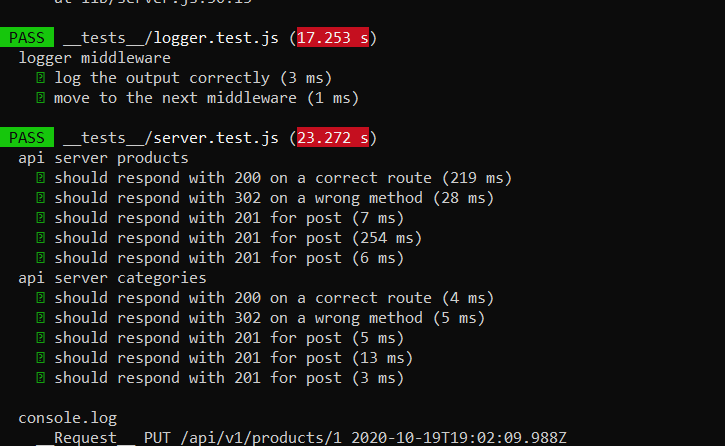 PASS __tests__/logger.test.js (17.253 s)
logger middleware
log the output correctly (3 ms)
move to the next middleware (1 ms)
PASS __tests__/server.test.js (23.272 s)
api server products
should respond with 200 on a correct route (219 ms)
should respond with 302 on a wrong method (28 ms)
should respond with 201 for post (7 ms)
should respond with 201 for post (254 ms)
should respond with 201 for post (6 ms)
api server categories
should respond with 200 on a correct route (4 ms)
should respond with 302 on a wrong method (5 ms)
should respond with 201 for post (5 ms)
should respond with 201 for post (13 ms)
should respond with 201 for post (3 ms)
console.log
__Request__ PUT /api/v1/products/1 2020-10-19T19:02:09.988Z